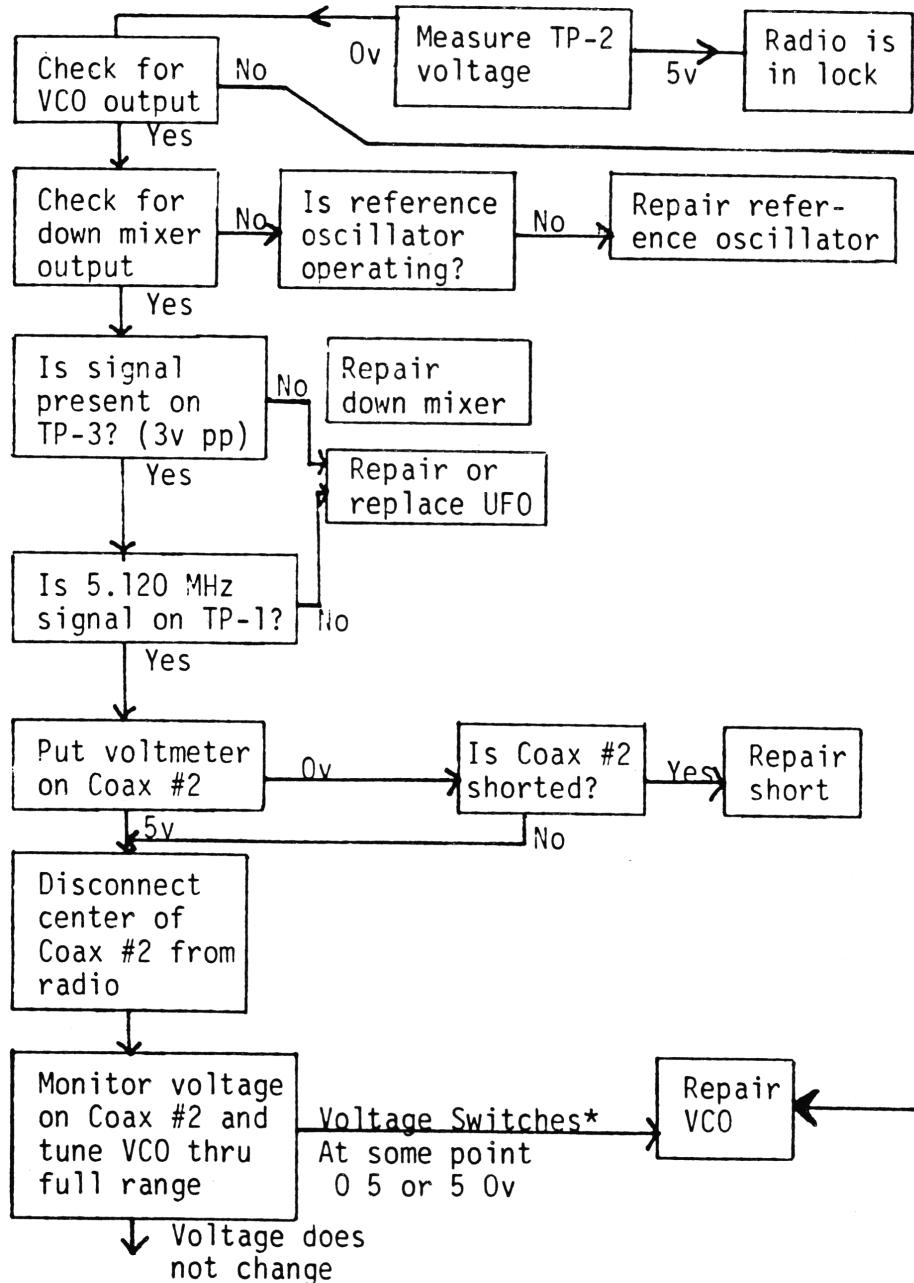 Measure TP-2
voltage
0v
5v
Radio is
in lock
Check for
VCO output
No
Yes
Check for
down mixer
output
No
Is reference
oscillator
operating?
No
Repair refer-
ence oscillator
Yes
Is signal
present on
TP-3? (3v pp)
No
Repair
down mixer
Yes
Repair or
replace UFO
Is 5.120 MHz
signal on TP-1?
No
Yes
Put voltmeter
on Coax #2
0v
Is Coax #2
shorted?
Yes
Repair
short
5v
No
Disconnect
center of
Coax #2 from
radio
Monitor voltage
on Coax #2 and
tune VCO thru
full range
Voltage Switches*
At some point
0 5 or 5 0v
Repair
VCO
Voltage does
not change